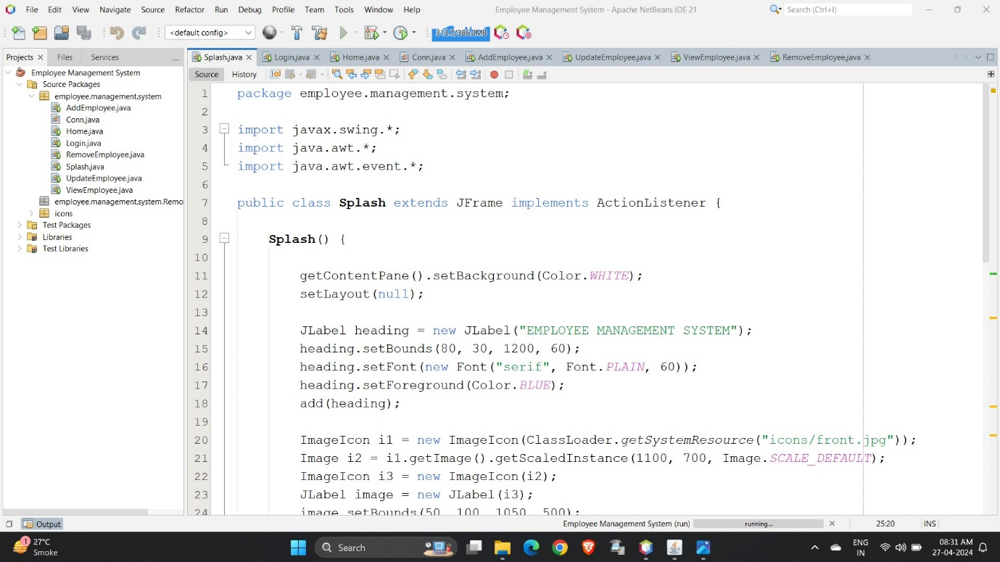 File Edit View Navigate Source Refactor Run Debug Profile Team Tools Window Help
Employee Management System - Apache NetBeans IDE 21
Search (Ctrl+I)
<default config>
313.7/386.0MB
Projects Files Services
Splash.java Login.java Home.java Conn.java AddEmployee.java UpdateEmployee.java ViewEmployee.java RemoveEmployee.java
Source History
Employee Management System
Source Packages
employee.management.system
AddEmployee.java
Conn.java
Home.java
Login.java
RemoveEmployee.java
Splash.java
UpdateEmployee.java
ViewEmployee.java
employee.management.system.Remo
icons
Test Packages
Libraries
Test Libraries
1 package employee.management.system;
2
3 import javax.swing.*;
4 import java.awt.*;
5 import java.awt.event.*;
6
7 public class Splash extends JFrame implements ActionListener {
8
9 Splash() {
10
11 getContentPane().setBackground(Color.WHITE);
12 setLayout(null);
13
14 JLabel heading = new JLabel("EMPLOYEE MANAGEMENT SYSTEM");
15 heading.setBounds(80, 30, 1200, 60);
16 heading.setFont(new Font("serif", Font.PLAIN, 60));
17 heading.setForeground(Color.BLUE);
18 add(heading);
19
20 ImageIcon i1 = new ImageIcon(ClassLoader.getSystemResource("icons/front.jpg"));
21 Image i2 = i1.getImage().getScaledInstance(1100, 700, Image.SCALE_DEFAULT);
22 ImageIcon i3 = new ImageIcon(i2);
23 JLabel image = new JLabel(i3);
24 image.setBounds(50, 100, 1050, 500);
Output
Employee Management System (run) running... 25:20 INS
1
27°C
Smoke
Search
ENG
IN
08:31 AM
27-04-2024